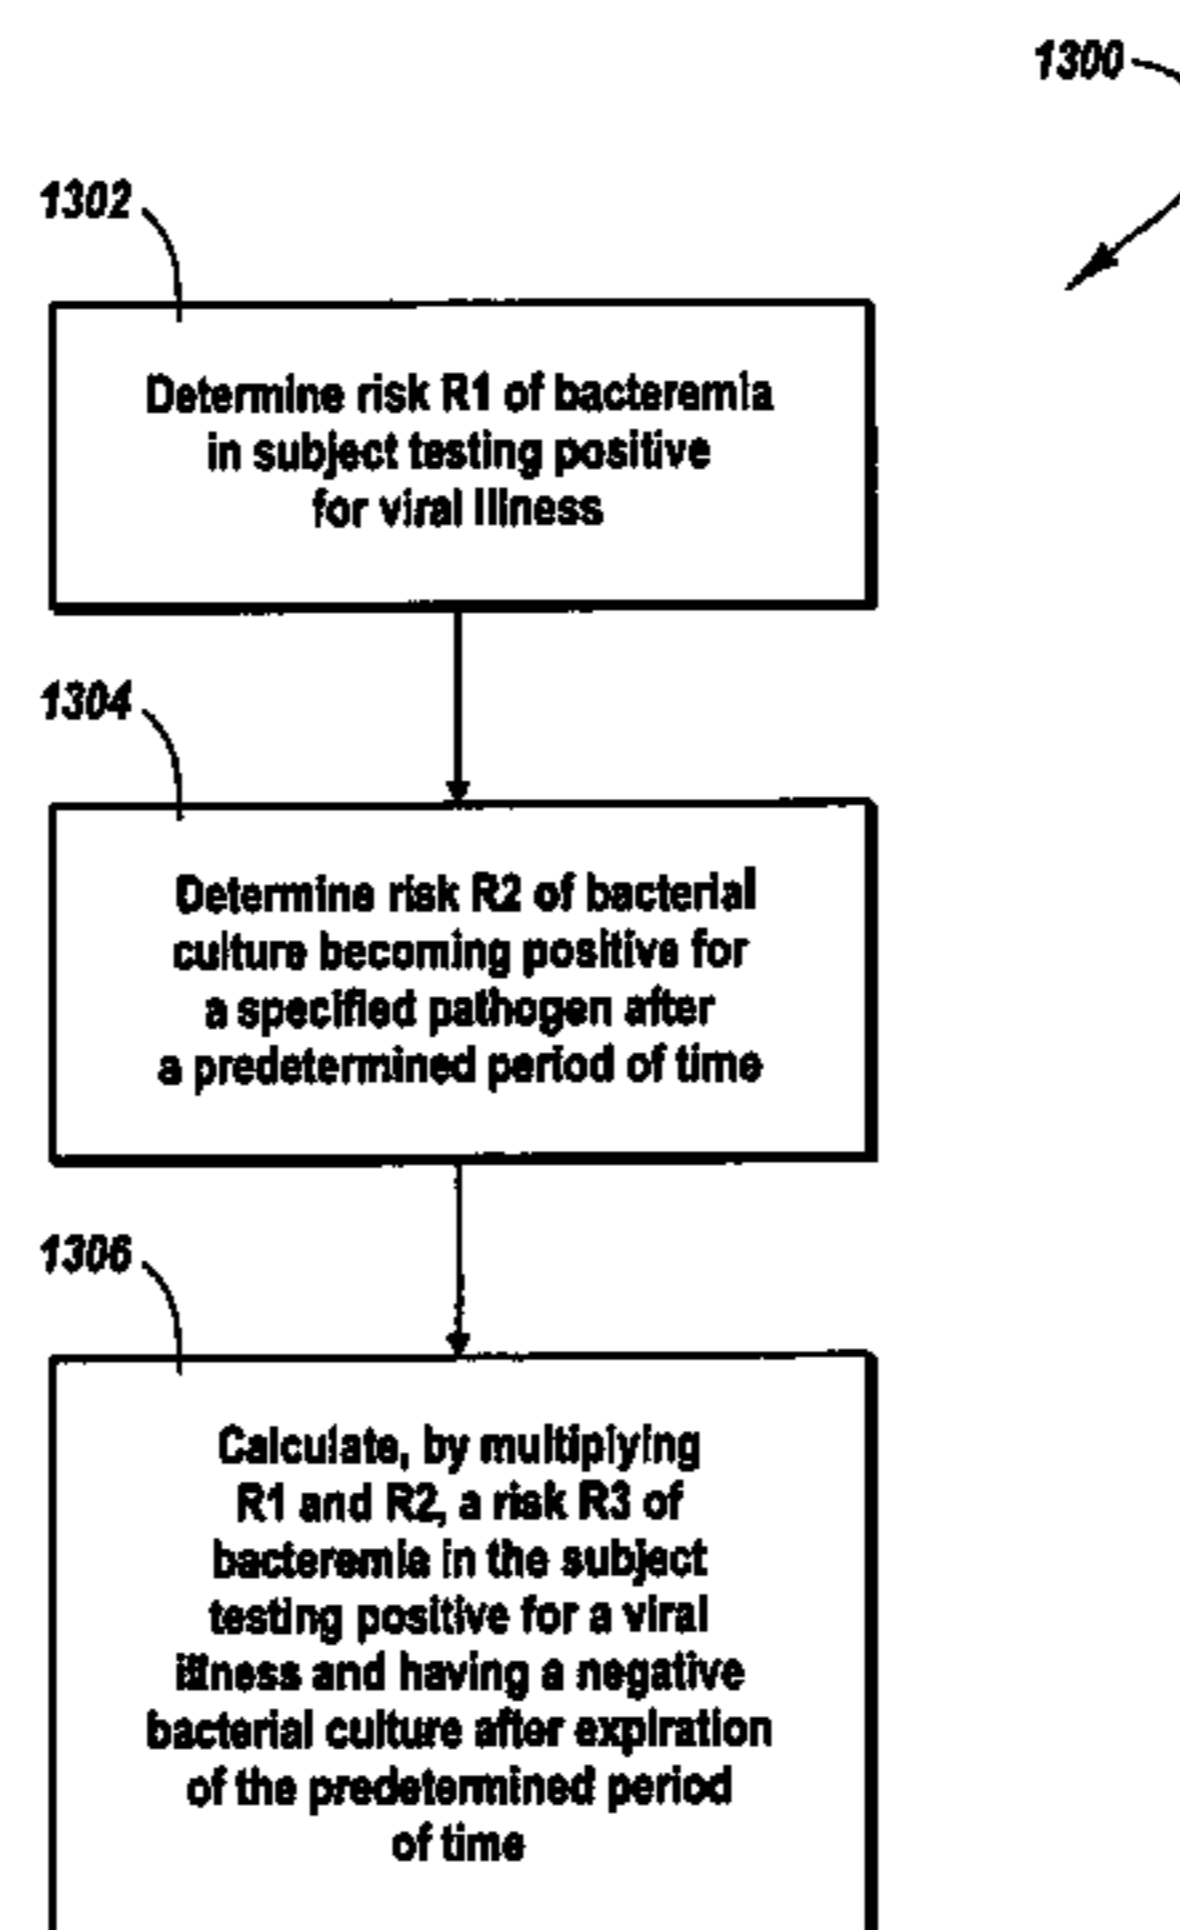 1300
1302
Determine risk R1 of bacteremia
in subject testing positive
for viral illness
1304
Determine risk R2 of bacterial
culture becoming positive for
a specified pathogen after
a predetermined period of time
1306
Calculate, by multiplying
R1 and R2, a risk R3 of
bacteremia in the subject
testing positive for a viral
illness and having a negative
bacterial culture after expiration
of the predetermined period
of time